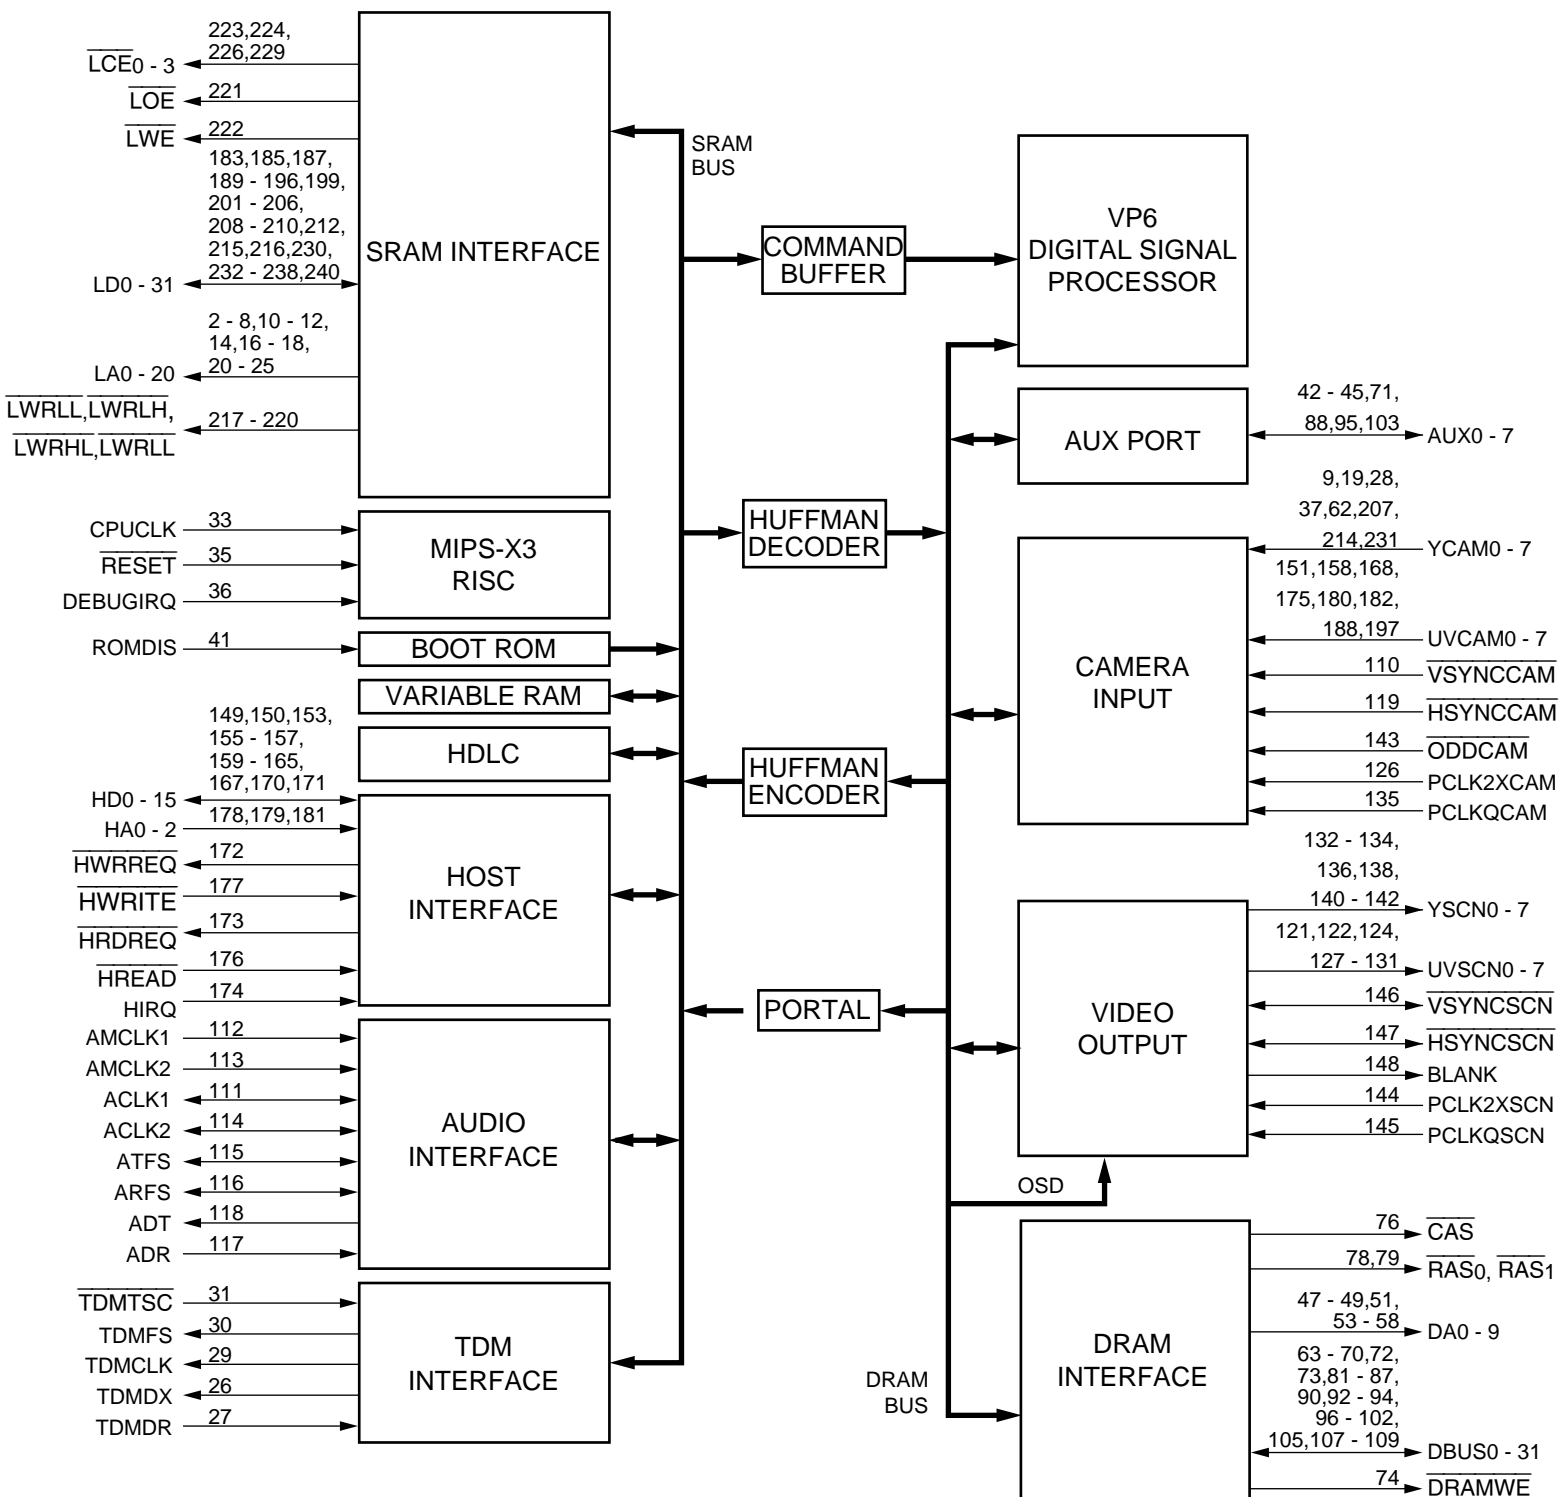 223,224,
226,229
LCE0 - 3
221
LOE
222
LWE
183,185,187,
189 - 196,199,
201 - 206,
208 - 210,212,
215,216,230,
232 - 238,240
LD0 - 31
2 - 8,10 - 12,
14,16 - 18,
20 - 25
LA0 - 20
LWRLL,LWRLH,
217 - 220
LWRHL,LWRLL
SRAM INTERFACE
CPUCLK 33
RESET 35
DEBUGIRQ 36
MIPS-X3
RISC
ROMDIS 41
BOOT ROM
VARIABLE RAM
HDLC
149,150,153,
155 - 157,
159 - 165,
167,170,171
HD0 - 15
178,179,181
HA0 - 2
HWRREQ 172
HWRITE 177
HRDREQ 173
HREAD 176
HIRQ 174
HOST
INTERFACE
AMCLK1 112
AMCLK2 113
ACLK1 111
ACLK2 114
ATFS 115
ARFS 116
ADT 118
ADR 117
AUDIO
INTERFACE
TDMTSC 31
TDMFS 30
TDMCLK 29
TDMDX 26
TDMDR 27
TDM
INTERFACE
SRAM
BUS
COMMAND
BUFFER
HUFFMAN
DECODER
HUFFMAN
ENCODER
PORTAL
OSD
DRAM
BUS
VP6
DIGITAL SIGNAL
PROCESSOR
AUX PORT
42 - 45,71,
88,95,103
AUX0 - 7
CAMERA
INPUT
9,19,28,
37,62,207,
214,231
YCAM0 - 7
151,158,168,
175,180,182,
188,197
UVCAM0 - 7
110 VSYNCCAM
119 HSYNCCAM
143 ODDCAM
126 PCLK2XCAM
135 PCLKQCAM
VIDEO
OUTPUT
132 - 134,
136,138,
140 - 142
YSCN0 - 7
121,122,124,
127 - 131
UVSCN0 - 7
146 VSYNCSCN
147 HSYNCSCN
148 BLANK
144 PCLK2XSCN
145 PCLKQSCN
DRAM
INTERFACE
76 CAS
78,79 RAS0, RAS1
47 - 49,51,
53 - 58
DA0 - 9
63 - 70,72,
73,81 - 87,
90,92 - 94,
96 - 102,
105,107 - 109
DBUS0 - 31
74 DRAMWE